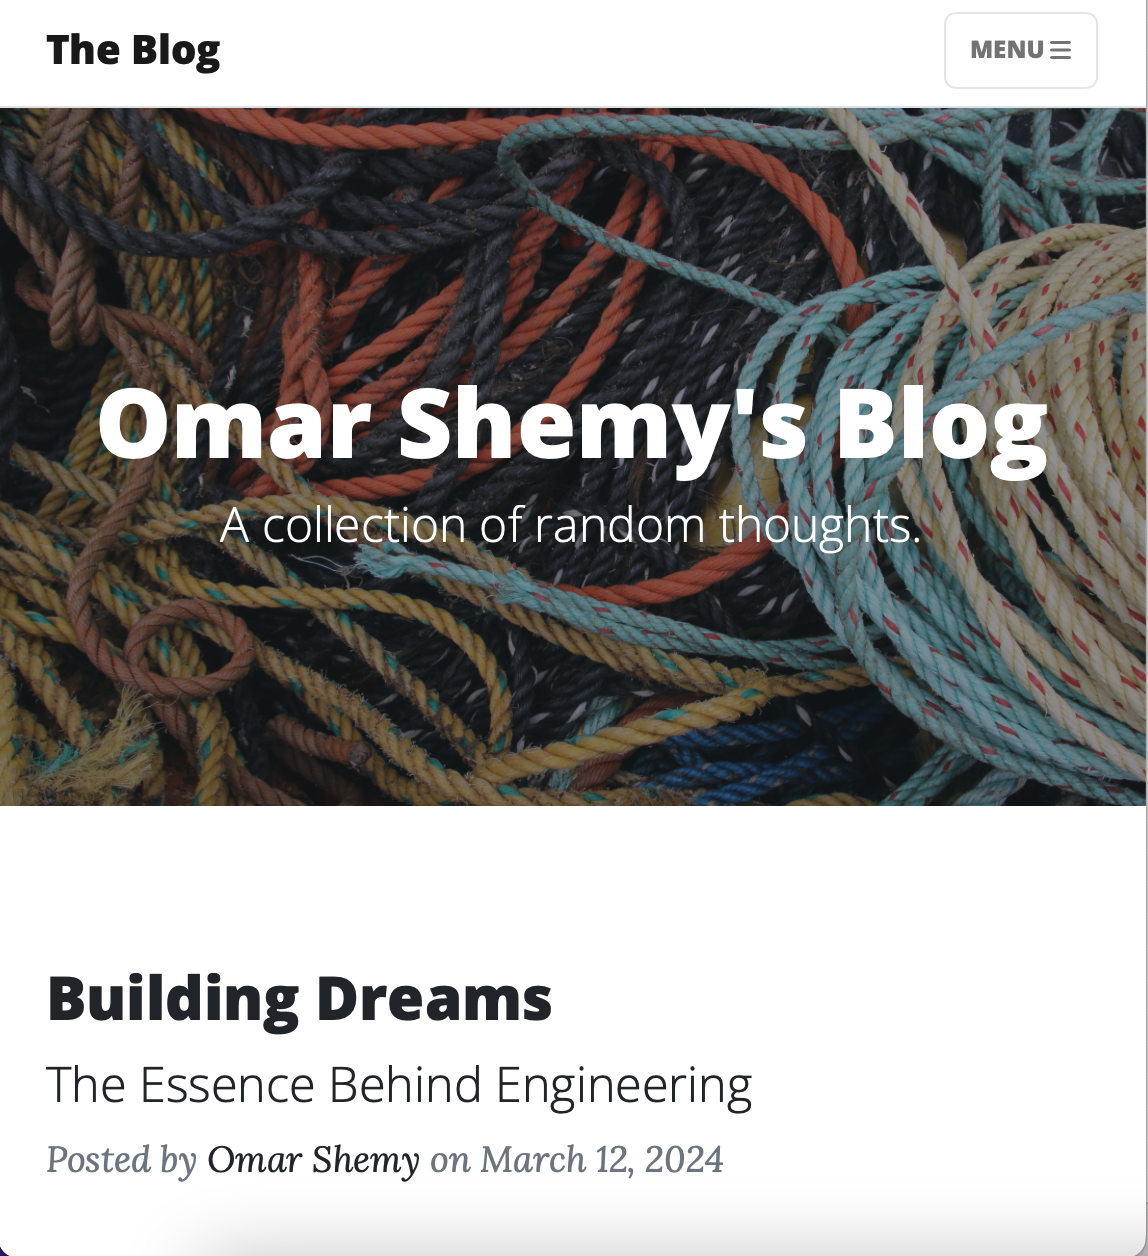 The Blog
MENU
Omar Shemy's Blog
A collection of random thoughts.
Building Dreams
The Essence Behind Engineering
Posted by Omar Shemy on March 12, 2024